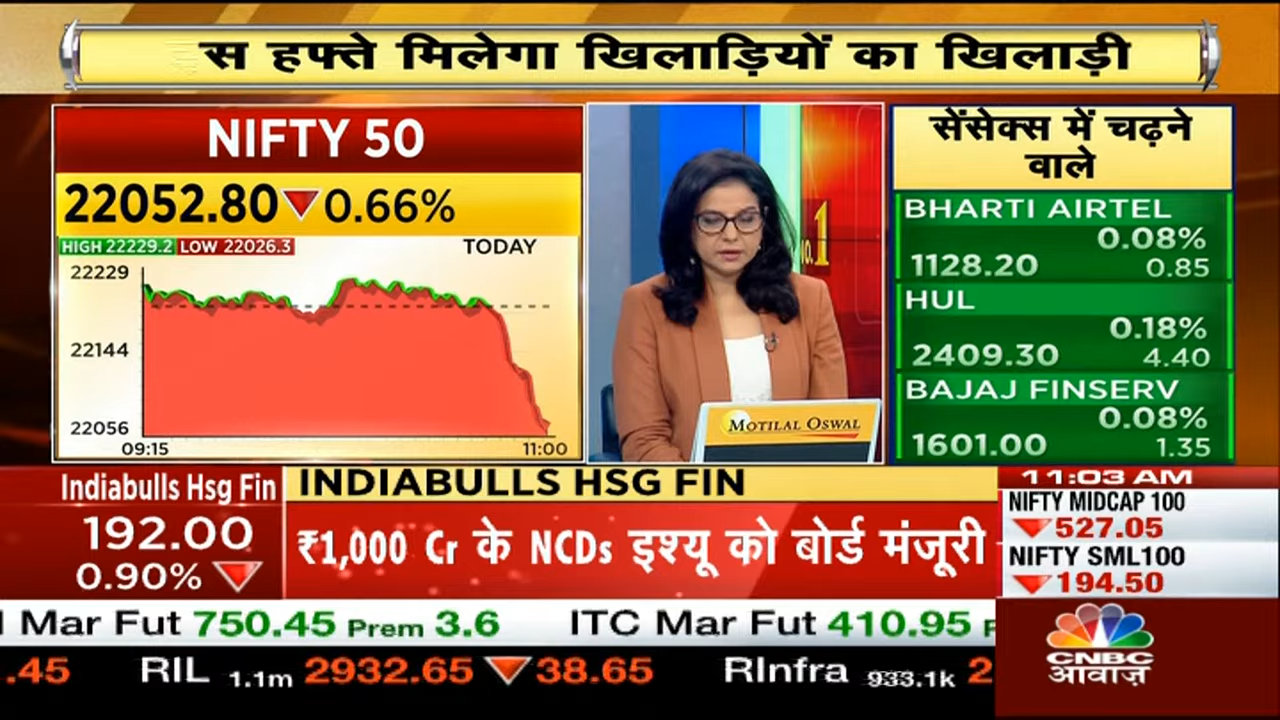 स हफ्ते मिलेगा खिलाड़ियों का खिलाड़ी
NIFTY 50
22052.80 0.66%
HIGH 22229.2 LOW 22026.3 TODAY
22229
22144
22056
09:15 11:00
NO.1
MOTILAL OSWAL
सेंसेक्स में चढ़ने
वाले
BHARTI AIRTEL
0.08%
1128.20 0.85
HUL
0.18%
2409.30 4.40
BAJAJ FINSERV
0.08%
1601.00 1.35
Indiabulls Hsg Fin
192.00
0.90%
INDIABULLS HSG FIN
₹1,000 Cr के NCDs इश्यू को बोर्ड मंजूरी
11:03 AM
NIFTY MIDCAP 100
527.05
NIFTY SML100
194.50
Mar Fut 750.45 Prem 3.6 ITC Mar Fut 410.95
.45 RIL 1.1m 2932.65 38.65 RInfra 933.1k 2
CNBC
आवाज़